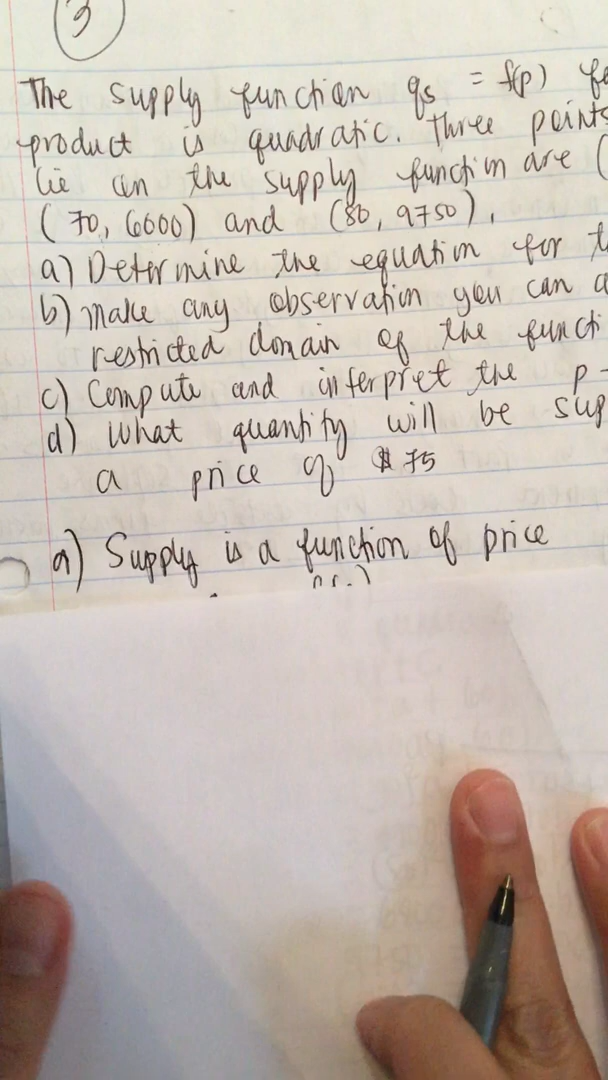 3
The supply function qs = f(p)
product is quadratic. Three points
lie on the supply function are (
(70, 6000) and (80, 9750).
a) Determine the equation for
b) make any observation you can
restricted domain of the functi
c) Compute and interpret the p-
d) What quantity will be sup
a price of $75
a) Supply is a function of price